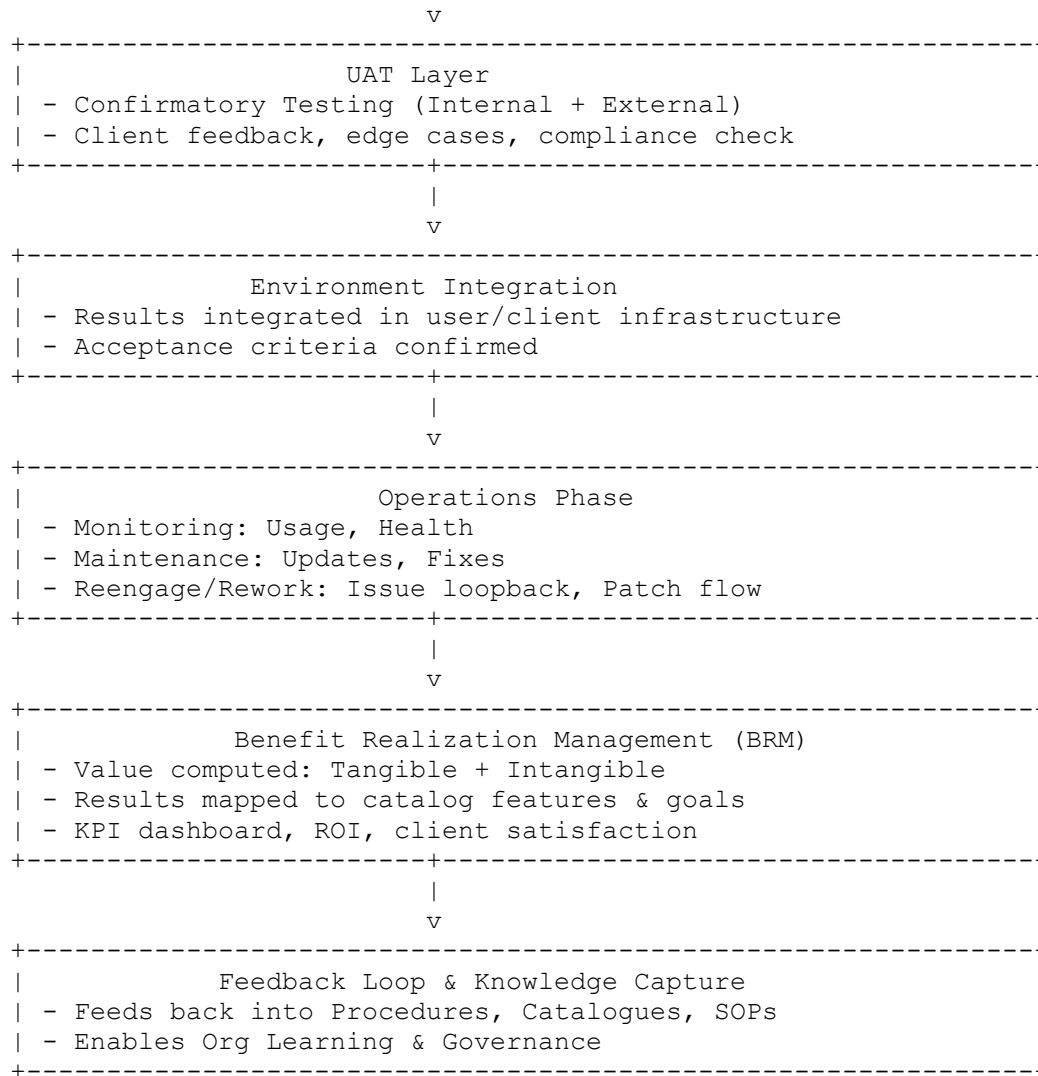 v
+----------------------------------------------------------------
| UAT Layer
| - Confirmatory Testing (Internal + External)
| - Client feedback, edge cases, compliance check
+-------------------------+--------------------------------------
|
v
+----------------------------------------------------------------
| Environment Integration
| - Results integrated in user/client infrastructure
| - Acceptance criteria confirmed
+-------------------------+--------------------------------------
|
v
+----------------------------------------------------------------
| Operations Phase
| - Monitoring: Usage, Health
| - Maintenance: Updates, Fixes
| - Reengage/Rework: Issue loopback, Patch flow
+-------------------------+--------------------------------------
|
v
+----------------------------------------------------------------
| Benefit Realization Management (BRM)
| - Value computed: Tangible + Intangible
| - Results mapped to catalog features & goals
| - KPI dashboard, ROI, client satisfaction
+-------------------------+--------------------------------------
|
v
+----------------------------------------------------------------
| Feedback Loop & Knowledge Capture
| - Feeds back into Procedures, Catalogues, SOPs
| - Enables Org Learning & Governance
+----------------------------------------------------------------